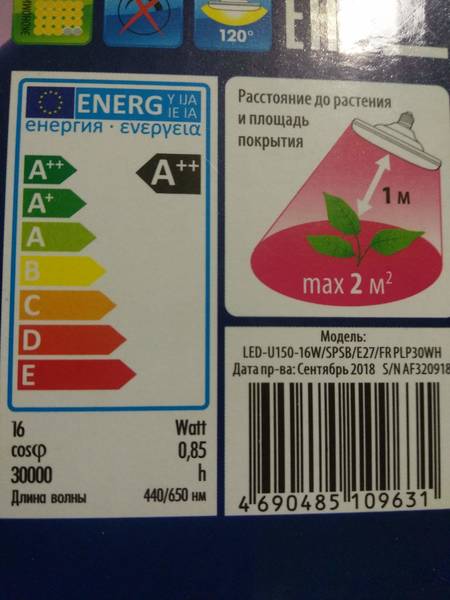 ЭКОНОМИ
120°
ENERG Y IJA
IE IA
енергия · ενεργεια
A++
A++
A+
A
B
C
D
E
16 Watt
cosφ 0,85
30000 h
Длина волны 440/650 нм
Расстояние до растения
и площадь
покрытия
1 м
max 2 м²
Модель:
LED-U150-16W/SPSB/E27/FR PLP30WH
Дата пр-ва: Сентябрь 2018 S/N AF320918
4 690485 109631